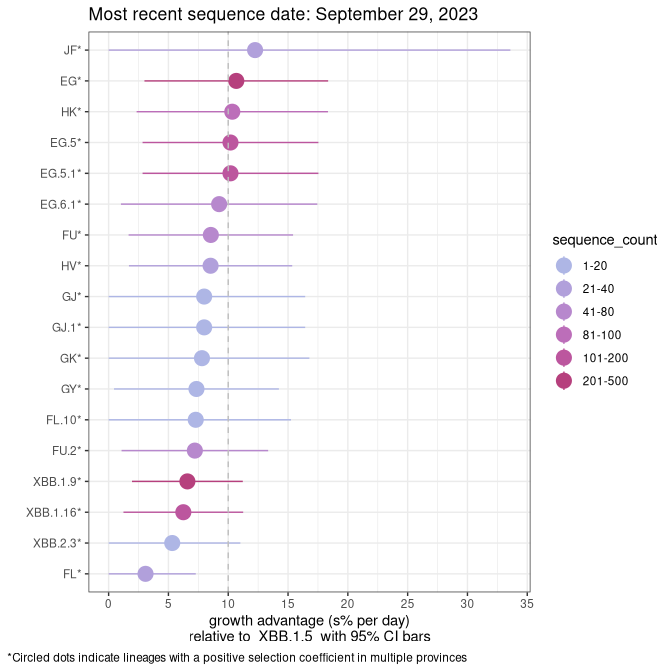 Most recent sequence date: September 29, 2023
JF*
EG*
HK*
EG.5*
EG.5.1*
EG.6.1*
FU*
HV*
GJ*
GJ.1*
GK*
GY*
FL.10*
FU.2*
XBB.1.9*
XBB.1.16*
XBB.2.3*
FL*
0 5 10 15 20 25 30 35
growth advantage (s% per day)
relative to XBB.1.5 with 95% CI bars
sequence_count
1-20
21-40
41-80
81-100
101-200
201-500
*Circled dots indicate lineages with a positive selection coefficient in multiple provinces